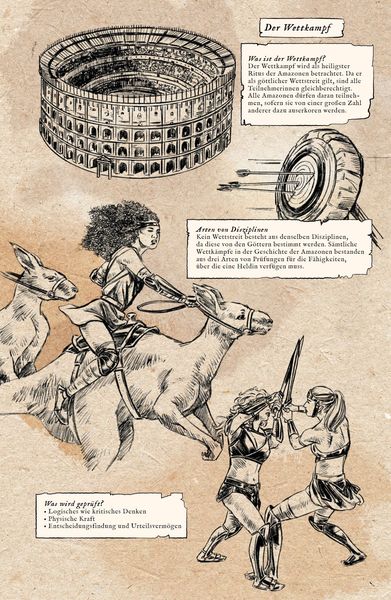 Der Wettkampf
Was ist der Wettkampf?
Der Wettkampf wird als heiligster
Ritus der Amazonen betrachtet. Da er
als göttlicher Wettstreit gilt, sind alle
Teilnehmerinnen gleichberechtigt.
Alle Amazonen dürfen daran teilneh-
men, sofern sie von einer großen Zahl
anderer dazu auserkoren werden.
Arten von Disziplinen
Kein Wettstreit besteht aus denselben Disziplinen,
da diese von den Göttern bestimmt werden. Sämtliche
Wettkämpfe in der Geschichte der Amazonen bestanden
aus drei Arten von Prüfungen für die Fähigkeiten,
über die eine Heldin verfügen muss.
Was wird geprüft?
• Logisches wie kritisches Denken
• Physische Kraft
• Entscheidungsfindung und Urteilsvermögen